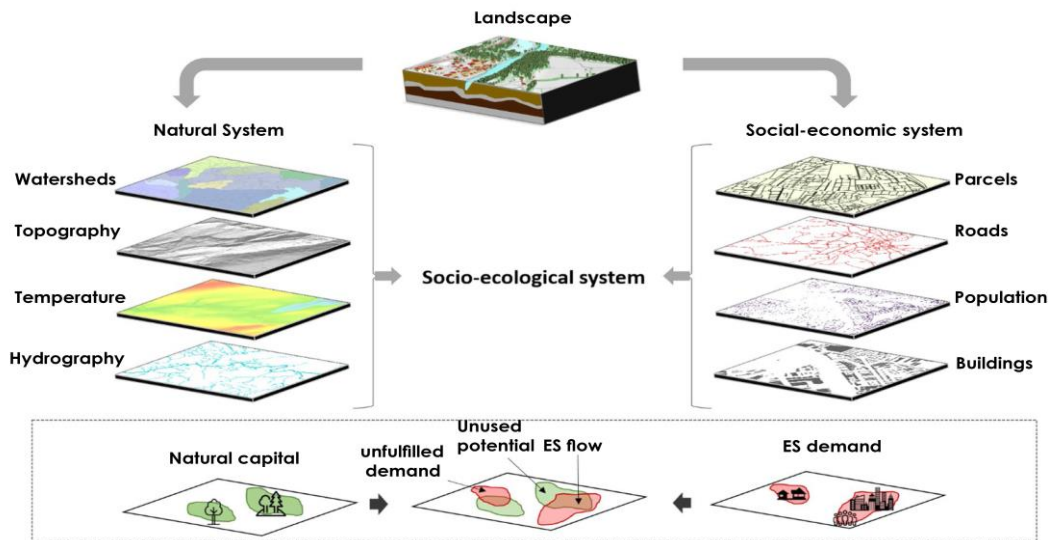 Landscape
Natural System
Social-economic system
Watersheds
Parcels
Topography
Roads
Socio-ecological system
Temperature
Population
Hydrography
Buildings
Natural capital
unfulfilled
demand
Unused
potential
ES flow
ES demand